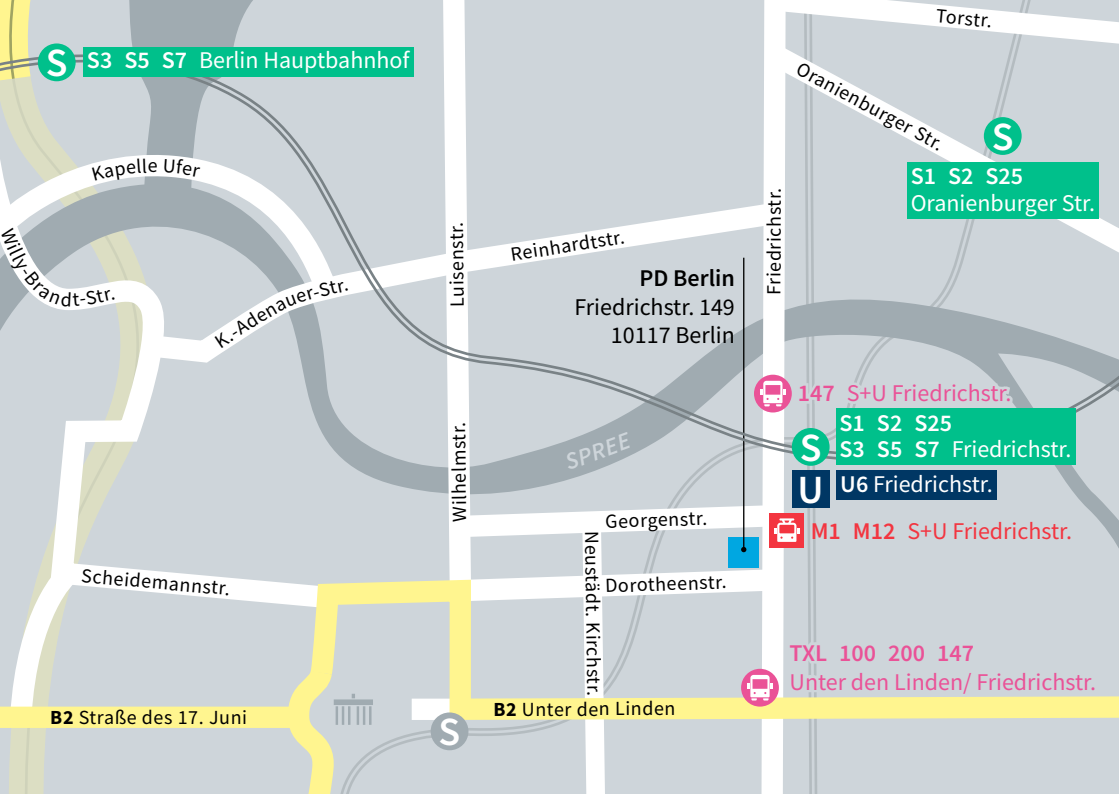 Torstr.
S S3 S5 S7 Berlin Hauptbahnhof
Oranienburger Str.
S
S1 S2 S25
Oranienburger Str.
Kapelle Ufer
Willy-Brandt-Str.
K.-Adenauer-Str.
Luisenstr.
Reinhardtstr.
Friedrichstr.
PD Berlin
Friedrichstr. 149
10117 Berlin
147 S+U Friedrichstr.
S1 S2 S25
S S3 S5 S7 Friedrichstr.
U U6 Friedrichstr.
M1 M12 S+U Friedrichstr.
SPREE
Wilhelmstr.
Georgenstr.
Neustädt. Kirchstr.
Dorotheenstr.
Scheidemannstr.
TXL 100 200 147
Unter den Linden/ Friedrichstr.
B2 Straße des 17. Juni
B2 Unter den Linden
S